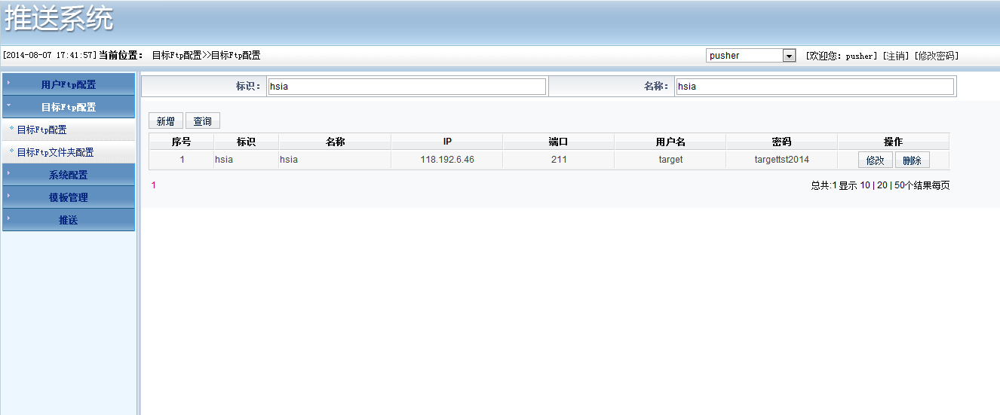 推送系统
[2014-08-07 17:41:57] 当前位置： 目标Ftp配置>>目标Ftp配置 pusher [欢迎您：pusher] [注销] [修改密码]
用户Ftp配置
目标Ftp配置
目标Ftp配置
目标Ftp文件夹配置
系统配置
模板管理
推送
标识： hsia 名称： hsia
新增 查询
序号 标识 名称 IP 端口 用户名 密码 操作
1 hsia hsia 118.192.6.46 211 target targettst2014 修改 删除
1 总共:1 显示 10 | 20 | 50个结果每页